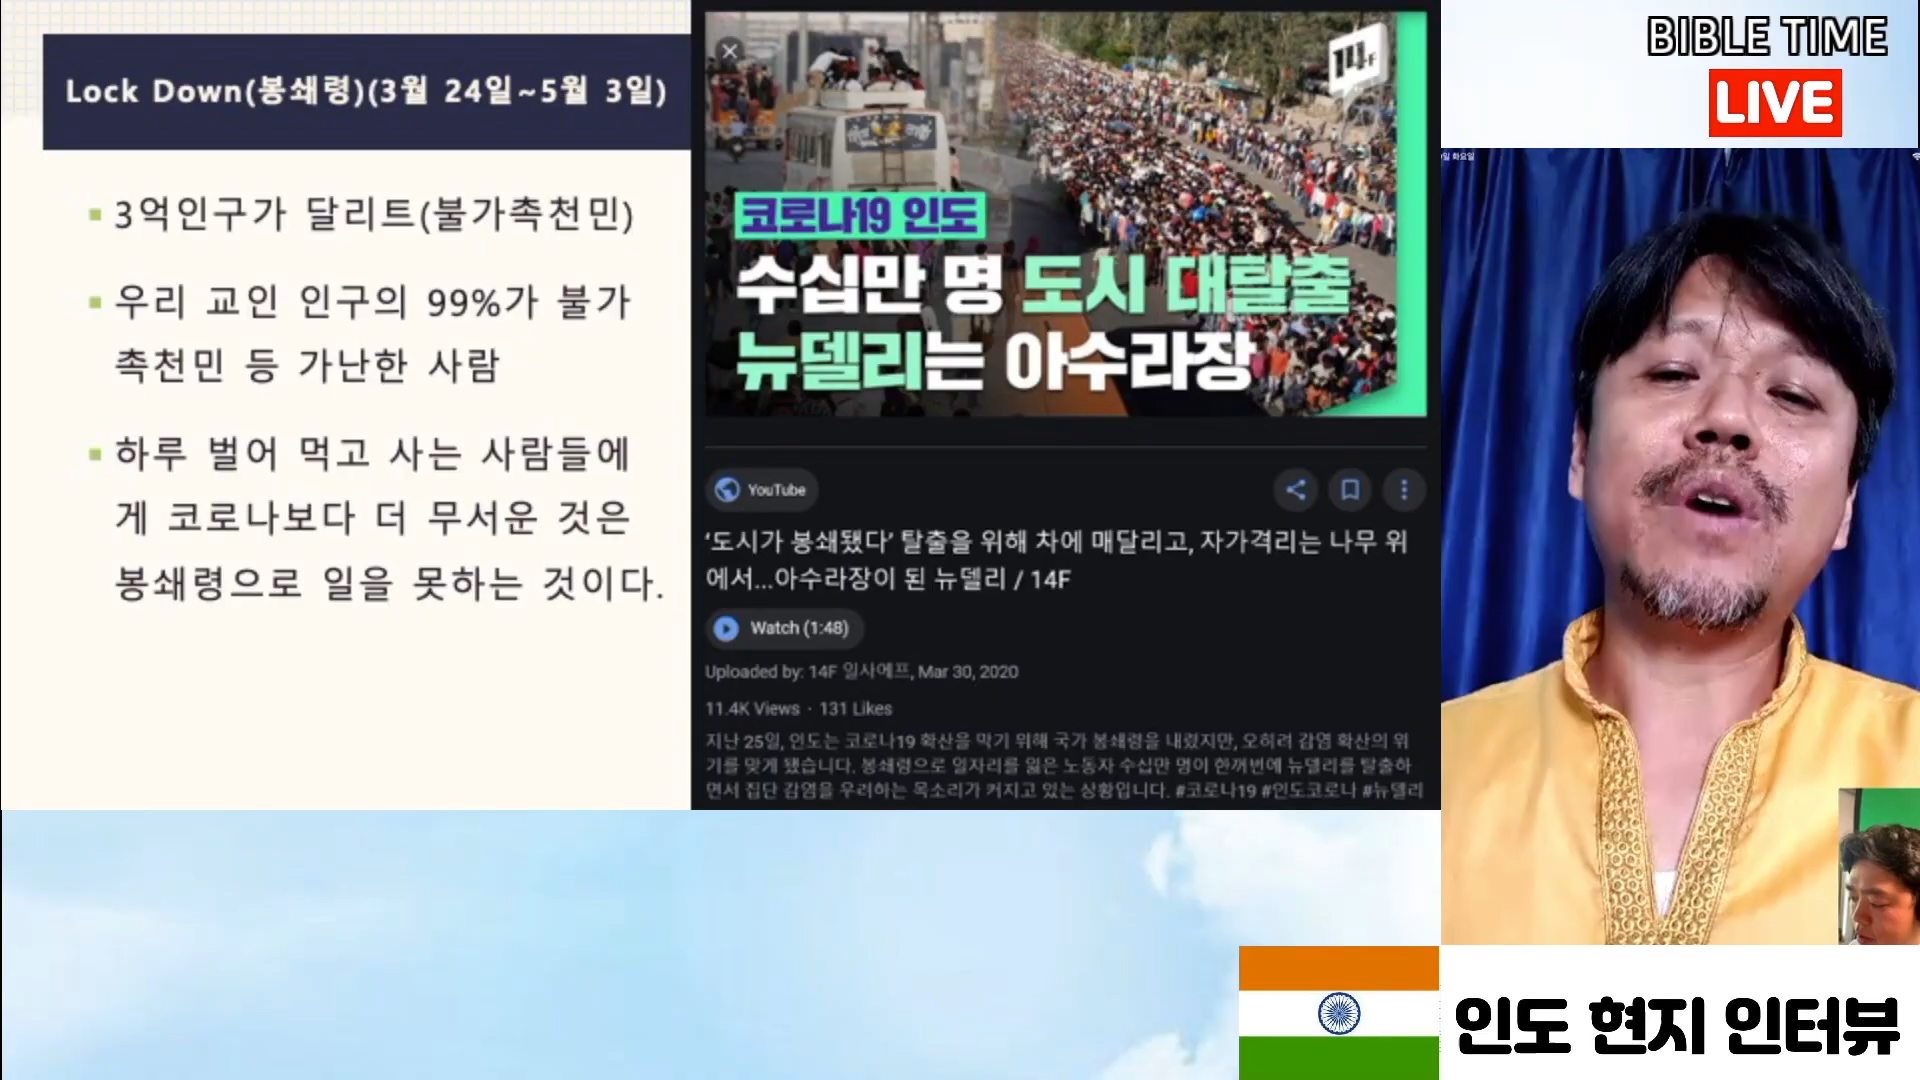 Lock Down(봉쇄령)(3월 24일~5월 3일)
3억인구가 달리트(불가촉천민)
우리 교인 인구의 99%가 불가
촉천민 등 가난한 사람
하루 벌어 먹고 사는 사람들에
게 코로나보다 더 무서운 것은
봉쇄령으로 일을 못하는 것이다.
14F
코로나19 인도
수십만 명 도시 대탈출
뉴델리는 아수라장
YouTube
‘도시가 봉쇄됐다’ 탈출을 위해 차에 매달리고, 자가격리는 나무 위
에서...아수라장이 된 뉴델리 / 14F
Watch (1:48)
Uploaded by: 14F 일사에프, Mar 30, 2020
11.4K Views · 131 Likes
지난 25일, 인도는 코로나19 확산을 막기 위해 국가 봉쇄령을 내렸지만, 오히려 감염 확산의 위
기를 맞게 됐습니다. 봉쇄령으로 일자리를 잃은 노동자 수십만 명이 한꺼번에 뉴델리를 탈출하
면서 집단 감염을 우려하는 목소리가 커지고 있는 상황입니다. #코로나19 #인도코로나 #뉴델리
BIBLE TIME
LIVE
일 화요일
인도 현지 인터뷰